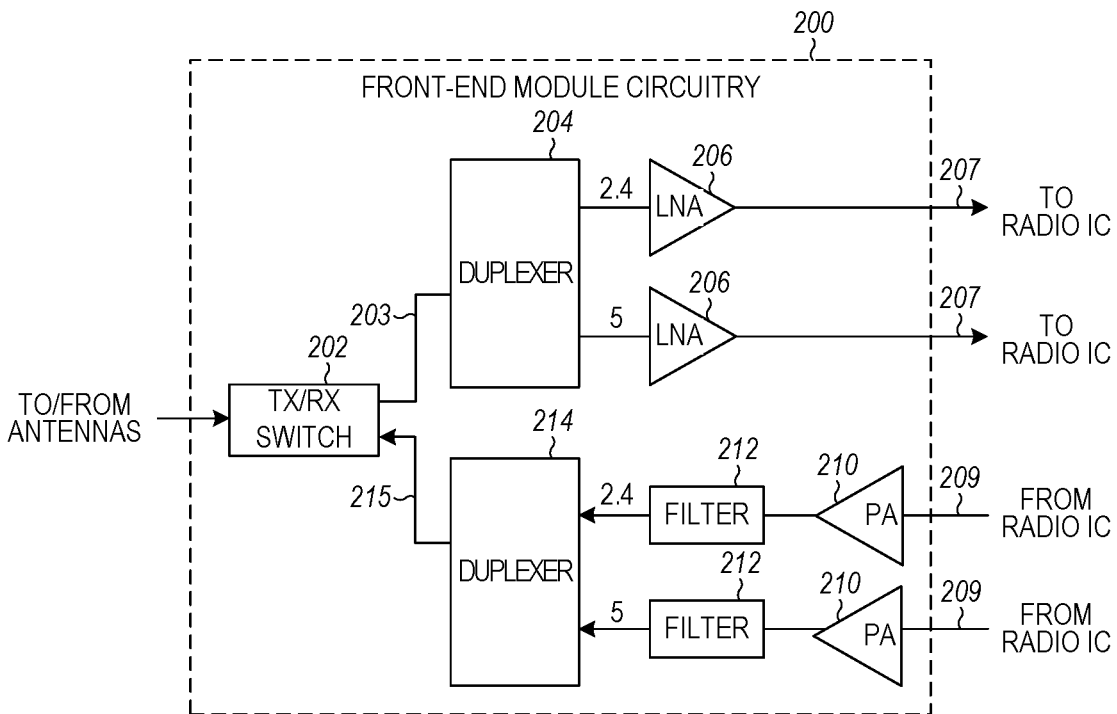 200
FRONT-END MODULE CIRCUITRY
204
206
207
2.4
LNA
TO
RADIO IC
DUPLEXER
203
206
207
5
LNA
TO
RADIO IC
202
TO/FROM
ANTENNAS
TX/RX
SWITCH
214
215
212
210
209
2.4
FILTER
PA
FROM
RADIO IC
DUPLEXER
212
210
209
5
FILTER
PA
FROM
RADIO IC